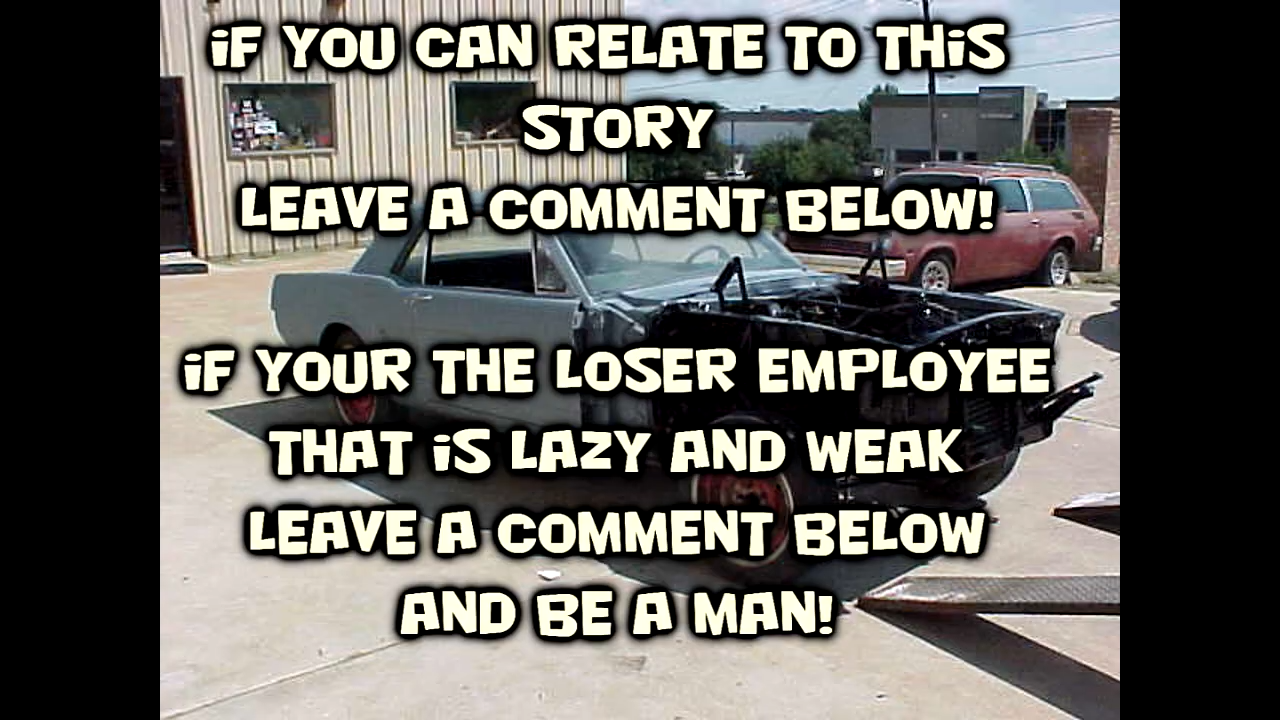 iF YOU CAN RELATE TO THiS
STORY
LEAVE A COMMENT BELOW!
iF YOUR THE LOSER EMPLOYEE
THAT iS LAZY AND WEAK
LEAVE A COMMENT BELOW
AND BE A MAN!